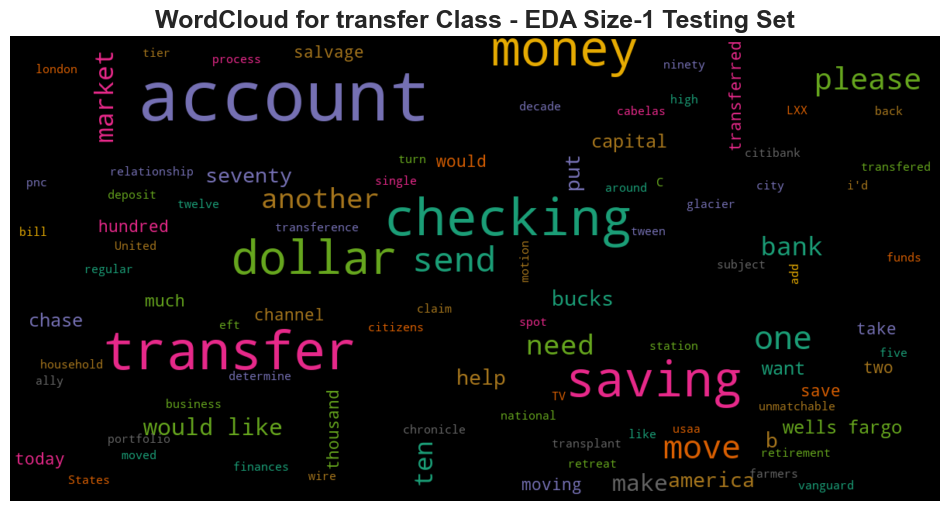 WordCloud for transfer Class - EDA Size-1 Testing Set
tier
process
salvage
money
london
market
account
ninety
transferred
please
decade
cabelas
high
LXX
back
capital
citibank
turn
would
put
transfered
pnc
relationship
seventy
single
around
C
city
i'd
deposit
twelve
another
checking
glacier
bill
hundred
transference
tween
United
dollar
send
motion
bank
regular
subject
add
funds
much
bucks
chase
channel
claim
eft
citizens
spot
one
take
transfer
need
station
five
household
ally
determine
help
saving
want
two
TV
save
business
thousand
national
unmatchable
would like
chronicle
like
usaa
wells fargo
portfolio
moved
ten
transplant
move
b
retirement
today
finances
retreat
States
wire
moving
make
america
farmers
vanguard